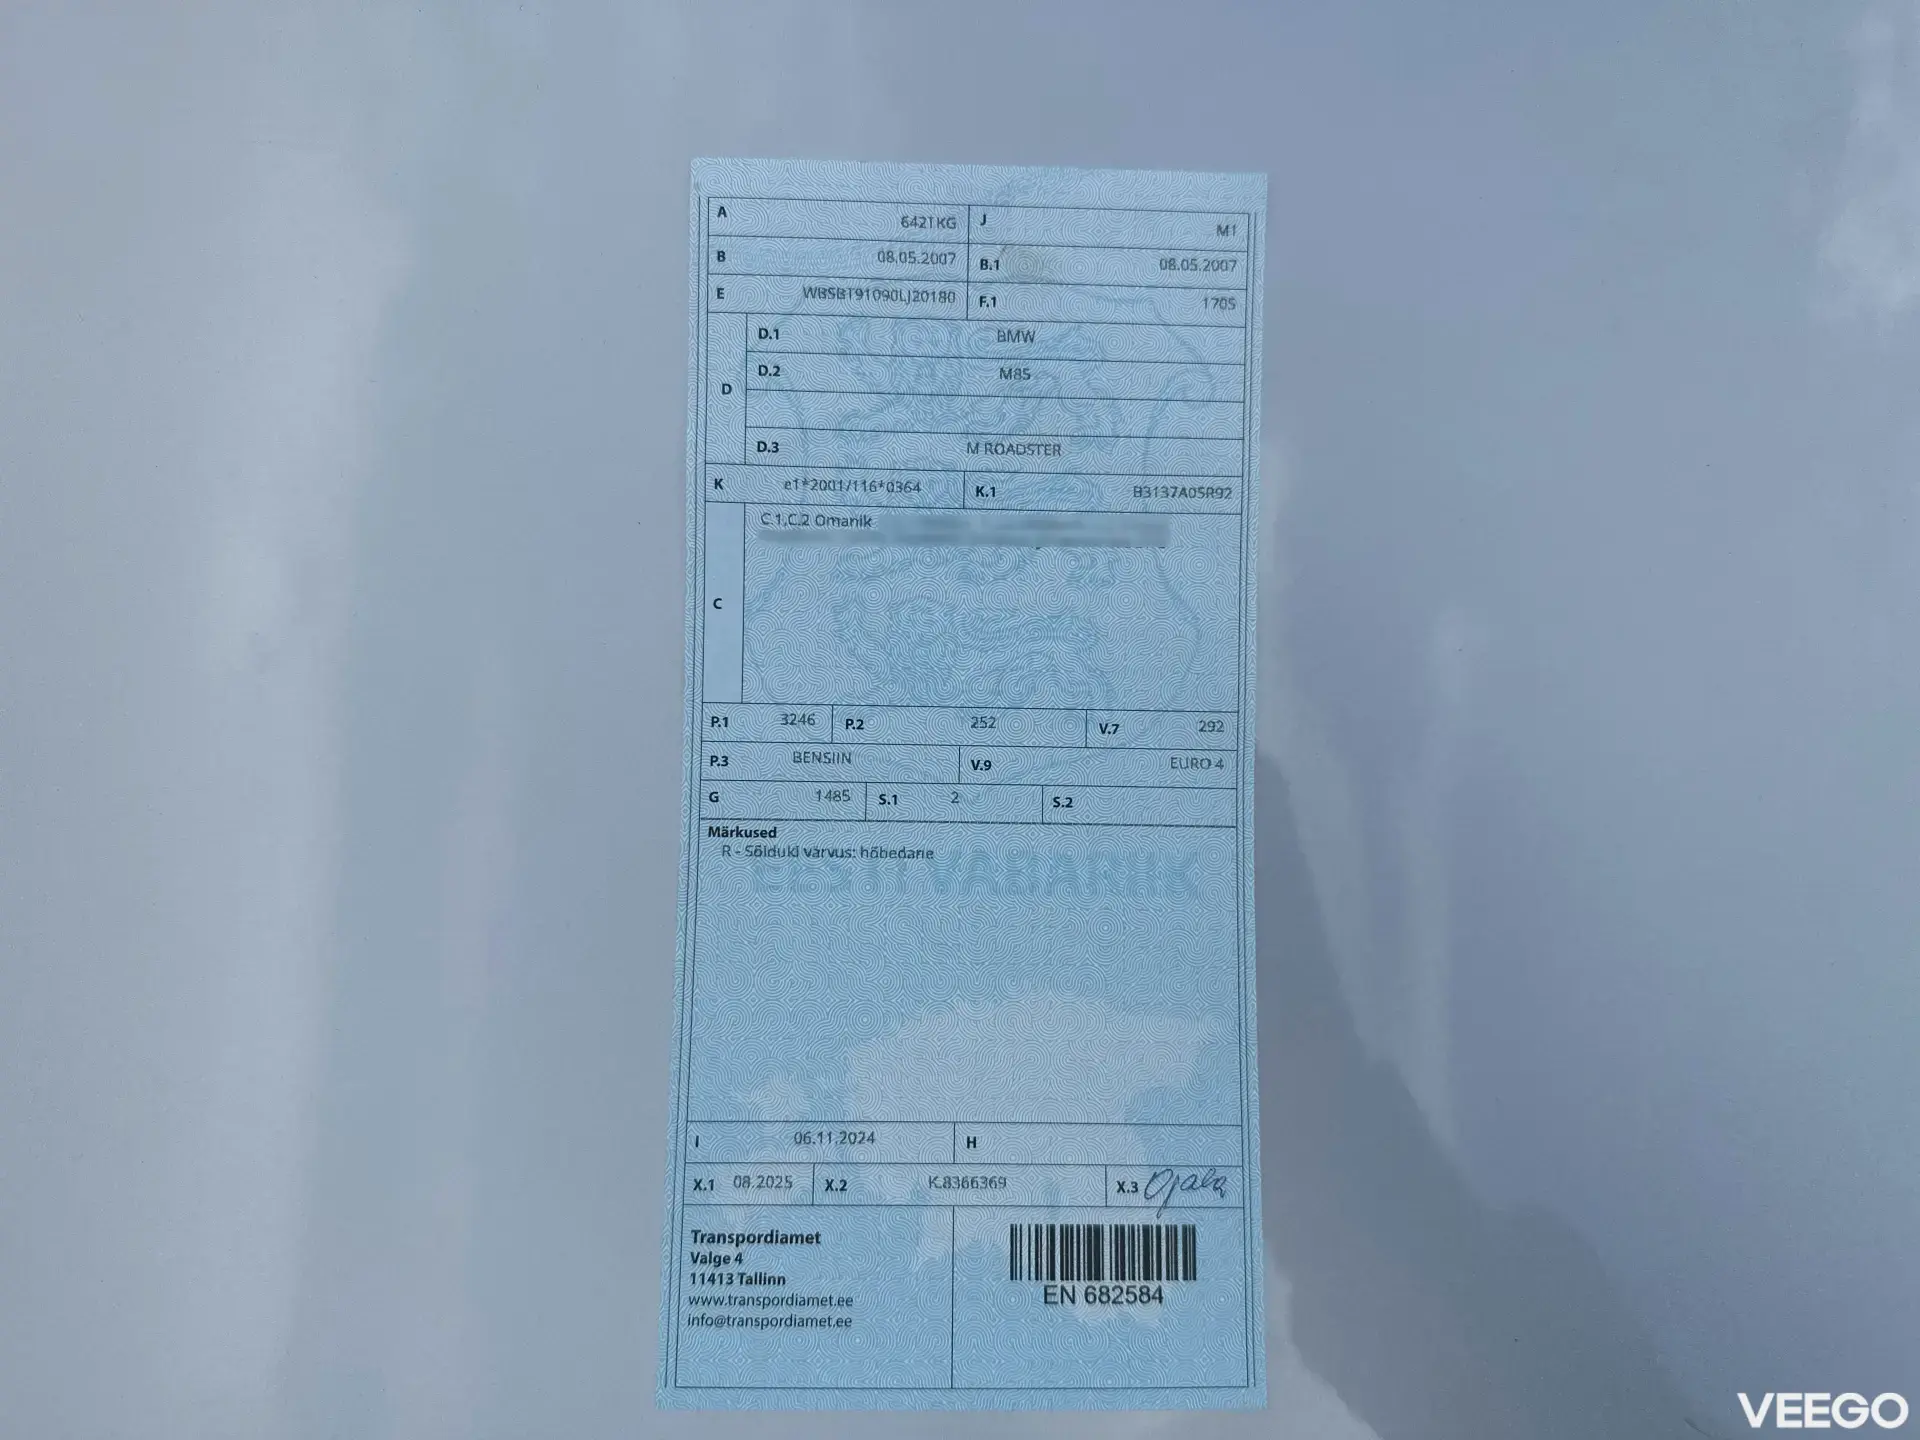 A 642TKG J M1
B 08.05.2007 B.1 08.05.2007
E WBSBT91090LJ20180 F.1 1705
D
D.1 BMW
D.2 M85
D.3 M ROADSTER
K e1*2001/116*0364 K.1 B3137A05R92
C
C.1,C.2 Omanik
P.1 3246 P.2 252 V.7 292
P.3 BENSIIN V.9 EURO 4
G 1485 S.1 2 S.2
Märkused
R - Sõiduki värvus: hõbedane
EESTI VABARIIK
I 06.11.2024 H
X.1 08.2025 X.2 K.8366369 X.3 Ojala
Transpordiamet
Valge 4
11413 Tallinn
www.transpordiamet.ee
info@transpordiamet.ee
EN 682584
VEEGO